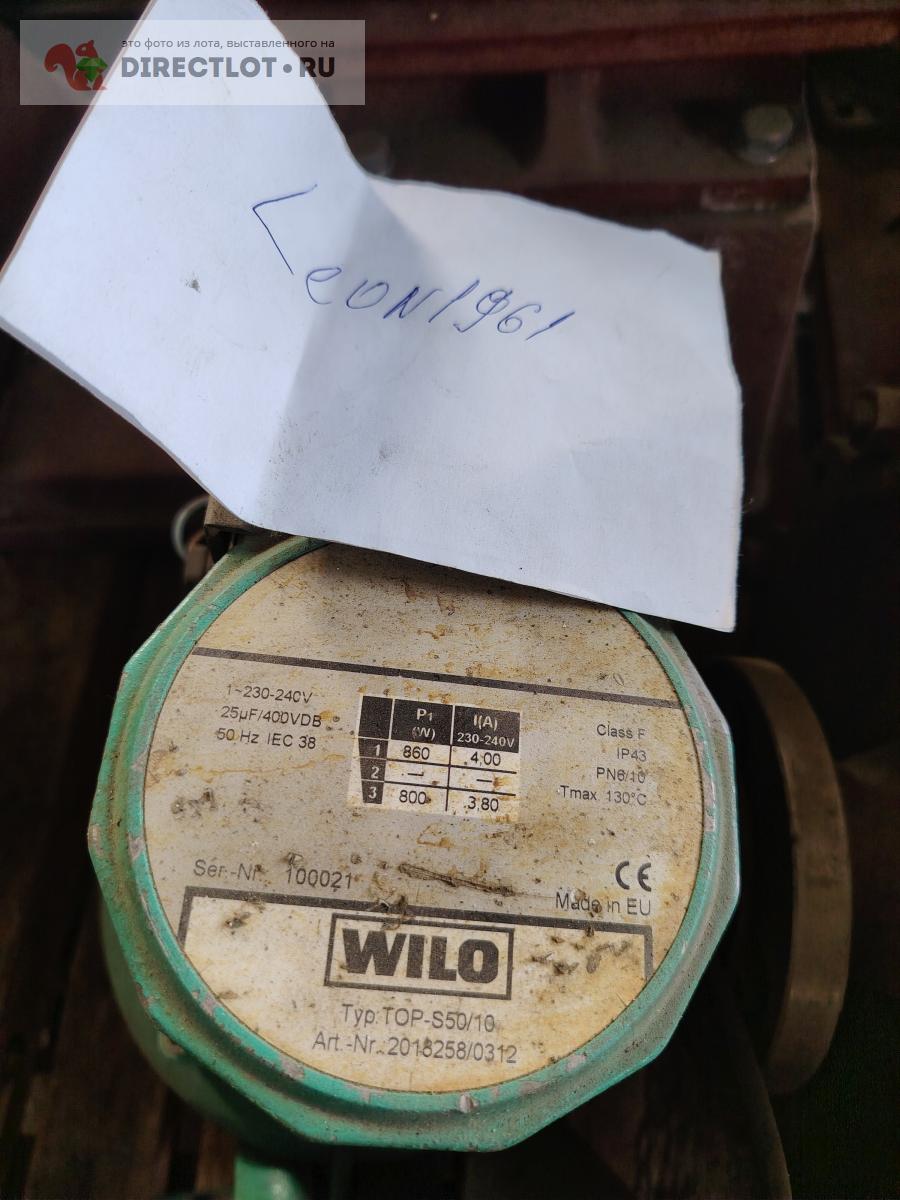 это фото из лота, выставленного на
DIRECTLOT•RU
Leon1961
1~230-240V
25µF/400VDB
50 Hz IEC 38
P1 (W) I(A) 230-240V
1 860 4,00
2 — —
3 800 3,80
Class F
IP43
PN6/10
Tmax. 130°C
Ser.-Nr. 100021
CE
Made in EU
WILO
Typ:TOP-S50/10
Art.-Nr. 2018258/0312